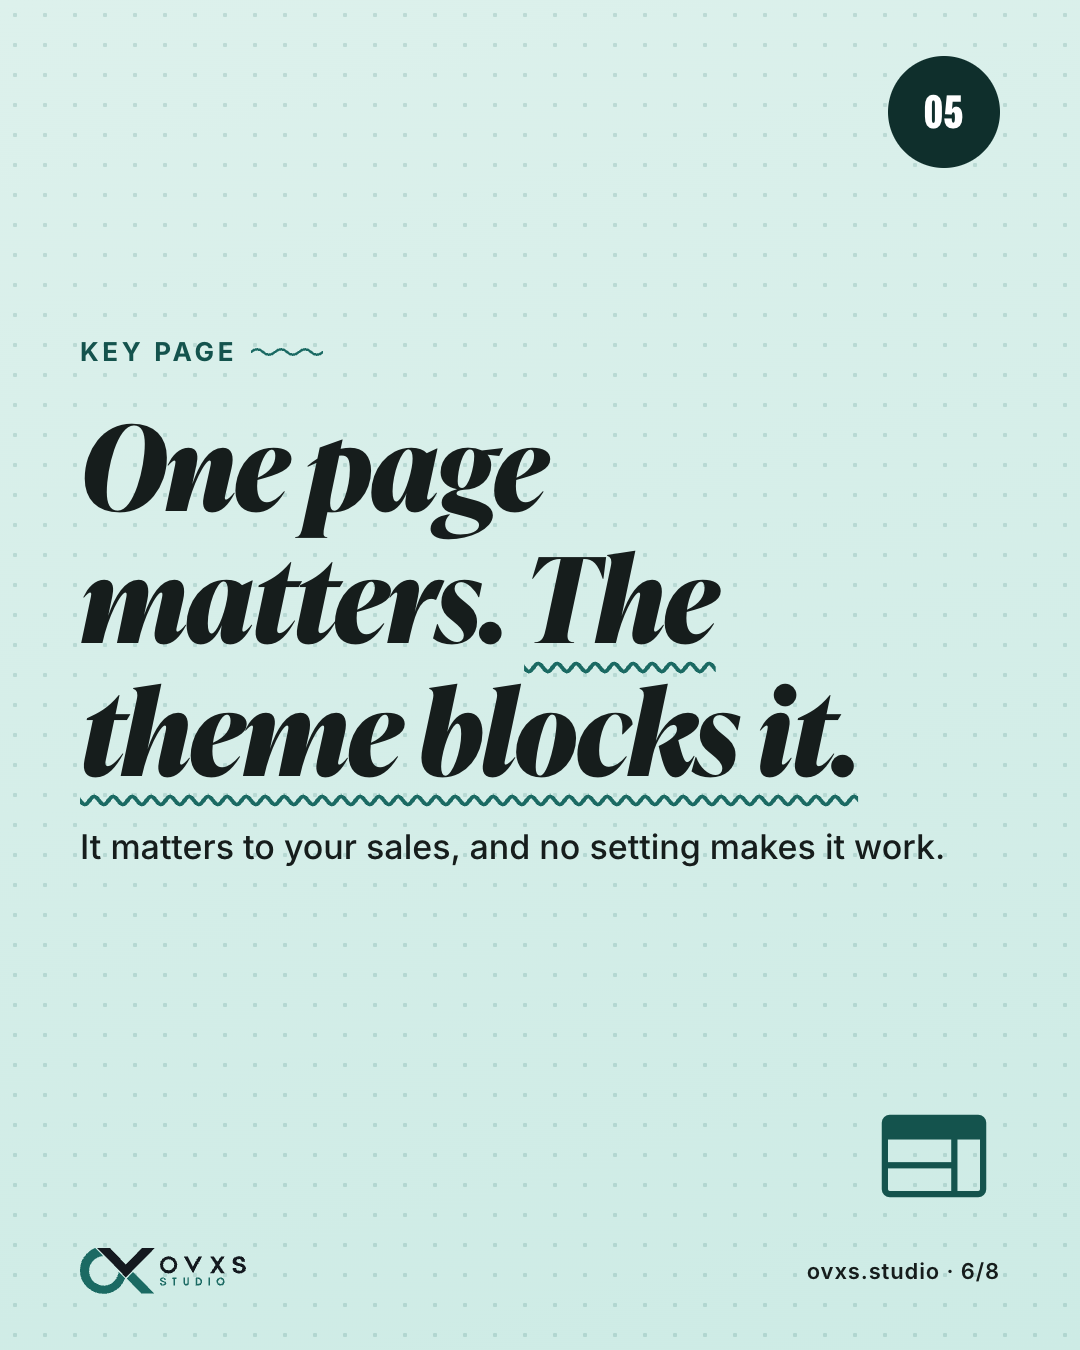 05
KEY PAGE
One page
matters. The
theme blocks it.
It matters to your sales, and no setting makes it work.
OVXS
STUDIO
ovxs.studio · 6/8